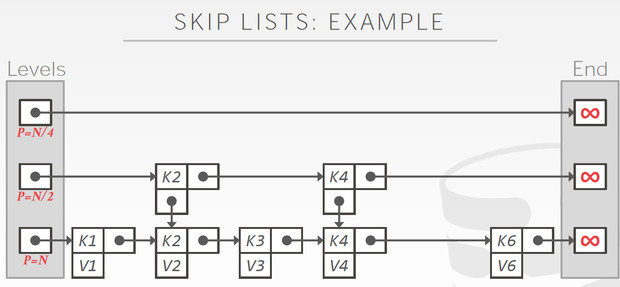 SKIP LISTS: EXAMPLE
Levels
End
∞
P=N/4
K2
K4
∞
P=N/2
K1
K2
K3
K4
K6
∞
P=N
V1
V2
V3
V4
V6